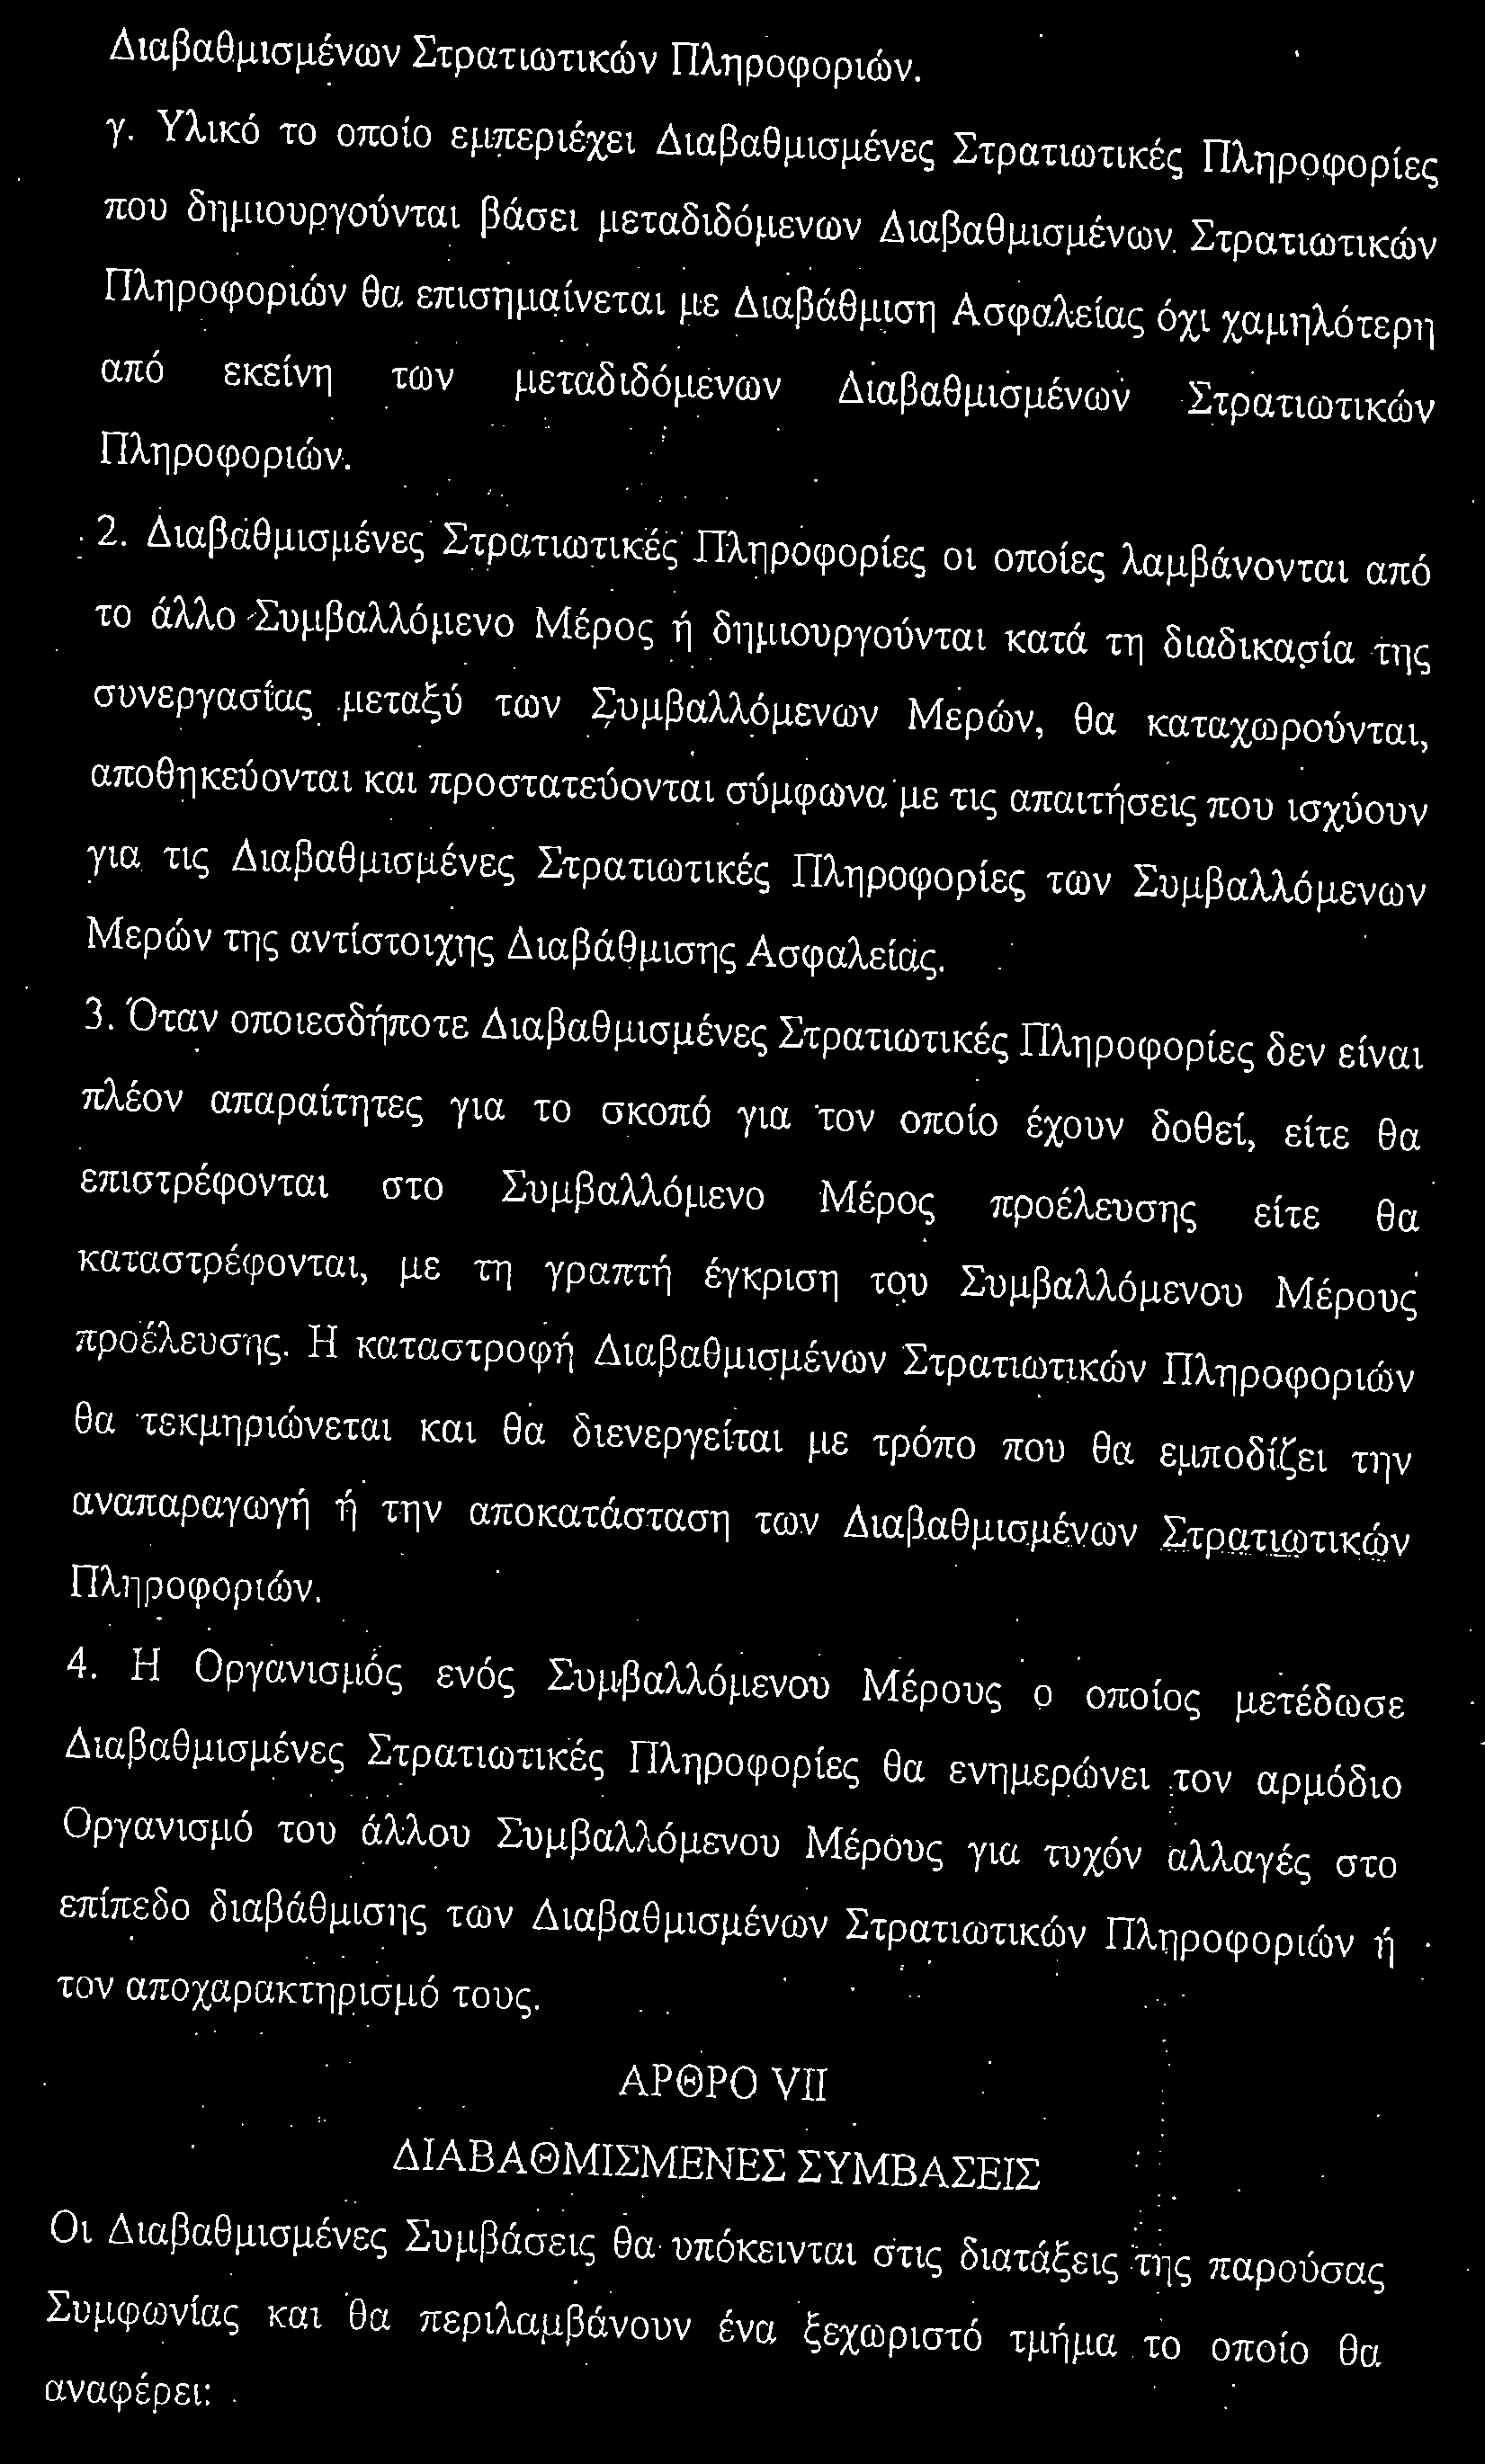 Διαβαθμισμένων Στρατιωτικών Πληροφοριών.
γ. Υλικό το οποίο εμπεριέχει Διαβαθμισμένες Στρατιωτικές Πληροφορίες
που δημιουργούνται βάσει μεταδιδόμενων Διαβαθμισμένων Στρατιωτικών
Πληροφοριών θα επισημαίνεται με Διαβάθμιση Ασφαλείας όχι χαμηλότερη
από εκείνη των μεταδιδόμενων Διαβαθμισμένων Στρατιωτικών
Πληροφοριών.
2. Διαβαθμισμένες Στρατιωτικές Πληροφορίες οι οποίες λαμβάνονται από
το άλλο Συμβαλλόμενο Μέρος ή δημιουργούνται κατά τη διαδικασία της
συνεργασίας μεταξύ των Συμβαλλόμενων Μερών, θα καταχωρούνται,
αποθηκεύονται και προστατεύονται σύμφωνα με τις απαιτήσεις που ισχύουν
για τις Διαβαθμισμένες Στρατιωτικές Πληροφορίες των Συμβαλλόμενων
Μερών της αντίστοιχης Διαβάθμισης Ασφαλείας.
3. Όταν οποιεσδήποτε Διαβαθμισμένες Στρατιωτικές Πληροφορίες δεν είναι
πλέον απαραίτητες για το σκοπό για τον οποίο έχουν δοθεί, είτε θα
επιστρέφονται στο Συμβαλλόμενο Μέρος προέλευσης είτε θα
καταστρέφονται, με τη γραπτή έγκριση του Συμβαλλόμενου Μέρους
προέλευσης. Η καταστροφή Διαβαθμισμένων Στρατιωτικών Πληροφοριών
θα τεκμηριώνεται και θα διενεργείται με τρόπο που θα εμποδίζει την
αναπαραγωγή ή την αποκατάσταση των Διαβαθμισμένων Στρατιωτικών
Πληροφοριών.
4. Η Οργανισμός ενός Συμβαλλόμενου Μέρους ο οποίος μετέδωσε
Διαβαθμισμένες Στρατιωτικές Πληροφορίες θα ενημερώνει τον αρμόδιο
Οργανισμό του άλλου Συμβαλλόμενου Μέρους για τυχόν αλλαγές στο
επίπεδο διαβάθμισης των Διαβαθμισμένων Στρατιωτικών Πληροφοριών ή
τον αποχαρακτηρισμό τους.
ΑΡΘΡΟ VII
ΔΙΑΒΑΘΜΙΣΜΕΝΕΣ ΣΥΜΒΑΣΕΙΣ
Οι Διαβαθμισμένες Συμβάσεις θα υπόκεινται στις διατάξεις της παρούσας
Συμφωνίας και θα περιλαμβάνουν ένα ξεχωριστό τμήμα το οποίο θα
αναφέρει: